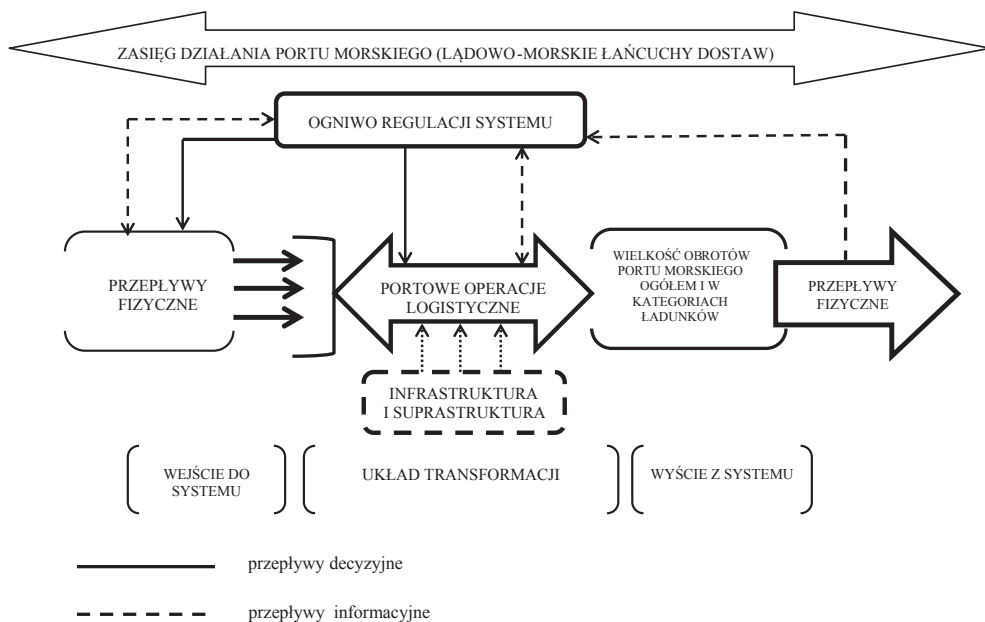 ZASIĘG DZIAŁANIA PORTU MORSKIEGO (LĄDOWO-MORSKIE ŁAŃCUCHY DOSTAW)
OGNIWO REGULACJI SYSTEMU
PRZEPŁYWY
FIZYCZNE
PORTOWE OPERACJE
LOGISTYCZNE
WIELKOŚĆ OBROTÓW
PORTU MORSKIEGO
OGÓŁEM I W
KATEGORIACH
ŁADUNKÓW
PRZEPŁYWY
FIZYCZNE
INFRASTRUKTURA
I SUPRASTRUKTURA
WEJŚCIE DO
SYSTEMU
UKŁAD TRANSFORMACJI
WYŚCIE Z SYSTEMU
przepływy decyzyjne
przepływy informacyjne